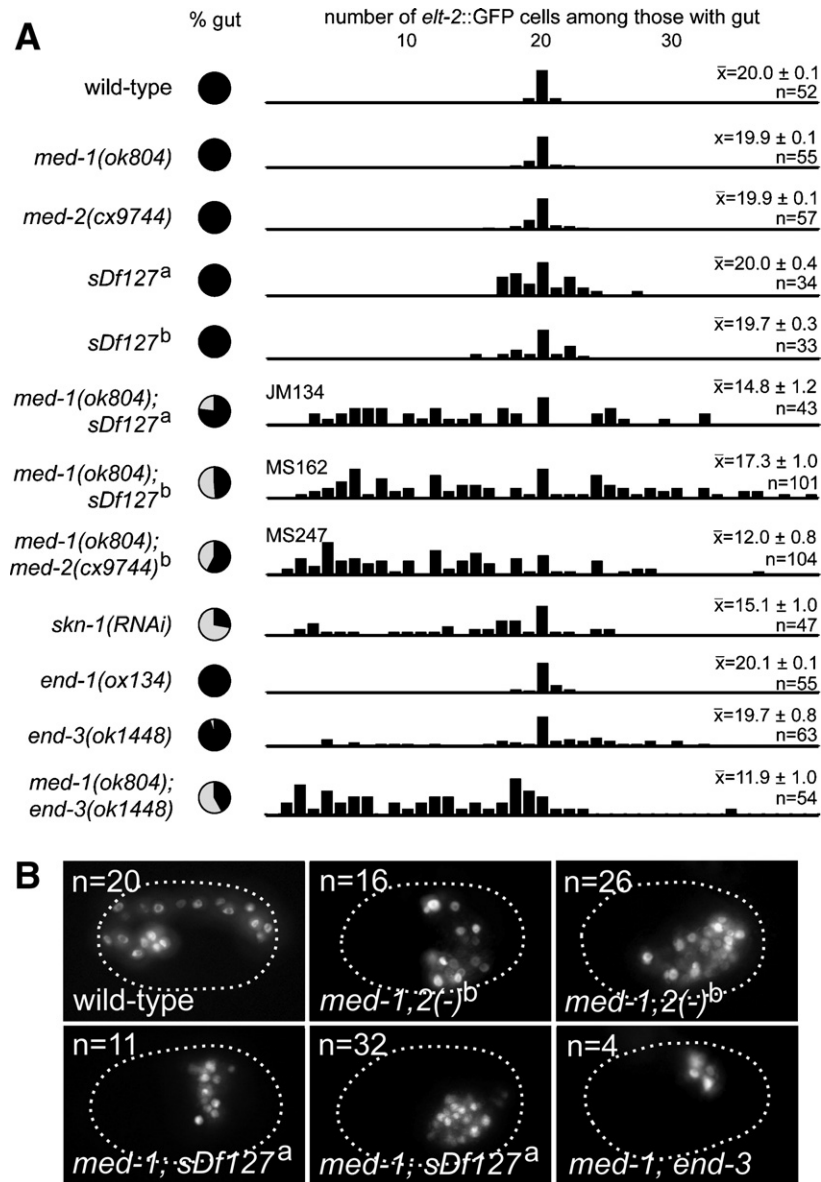 A
% gut
number of elt-2::GFP cells among those with gut
10 20 30
wild-type
x̄=20.0 ± 0.1
n=52
med-1(ok804)
x=19.9 ± 0.1
n=55
med-2(cx9744)
x̄=19.9 ± 0.1
n=57
sDf127a
x̄=20.0 ± 0.4
n=34
sDf127b
x̄=19.7 ± 0.3
n=33
med-1(ok804);
sDf127a
JM134
x̄=14.8 ± 1.2
n=43
med-1(ok804);
sDf127b
MS162
x̄=17.3 ± 1.0
n=101
med-1(ok804);
med-2(cx9744)b
MS247
x̄=12.0 ± 0.8
n=104
skn-1(RNAi)
x̄=15.1 ± 1.0
n=47
end-1(ox134)
x̄=20.1 ± 0.1
n=55
end-3(ok1448)
x̄=19.7 ± 0.8
n=63
med-1(ok804);
end-3(ok1448)
x̄=11.9 ± 1.0
n=54
B
n=20
wild-type
n=16
med-1,2(-)b
n=26
med-1,2(-)b
n=11
med-1; sDf127a
n=32
med-1; sDf127a
n=4
med-1; end-3